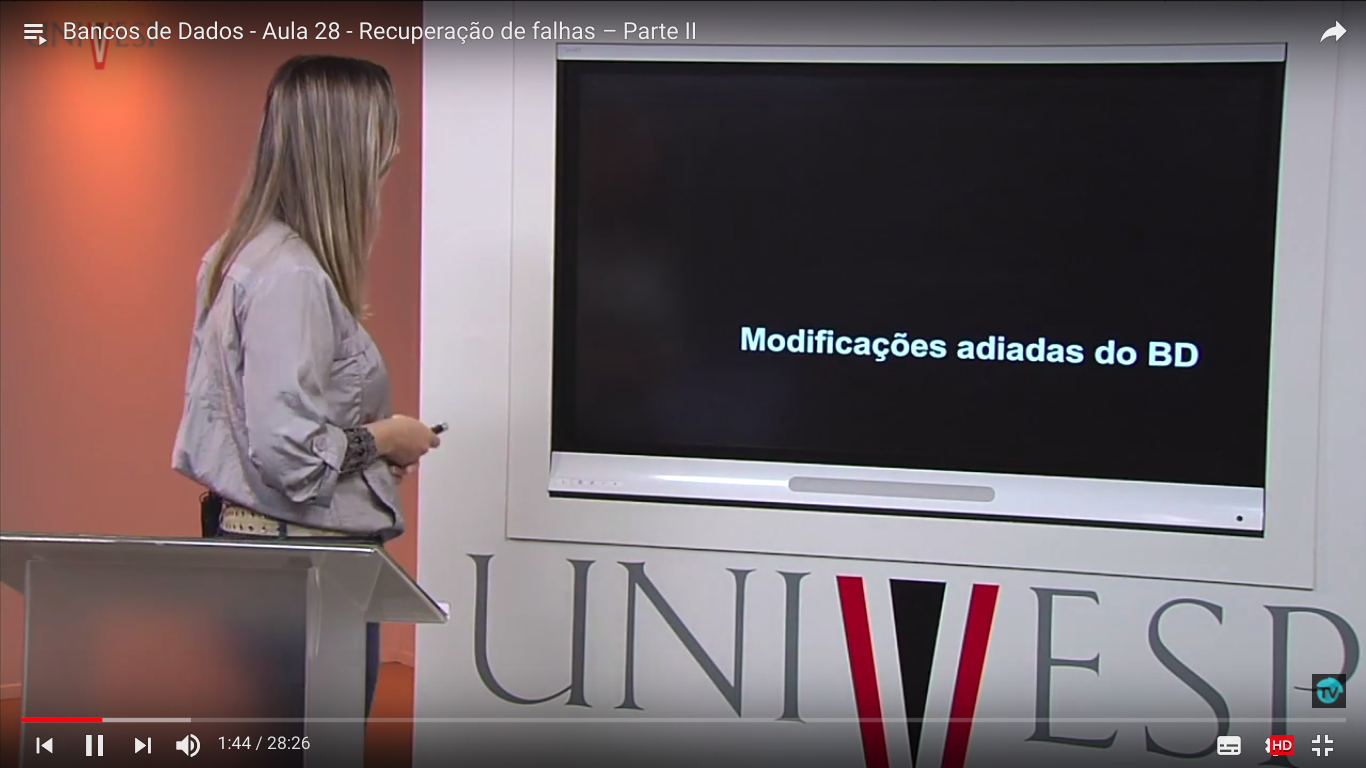 Bancos de Dados - Aula 28 - Recuperação de falhas – Parte II
Modificações adiadas do BD
UNIVESP
TV
1:44 / 28:26
HD